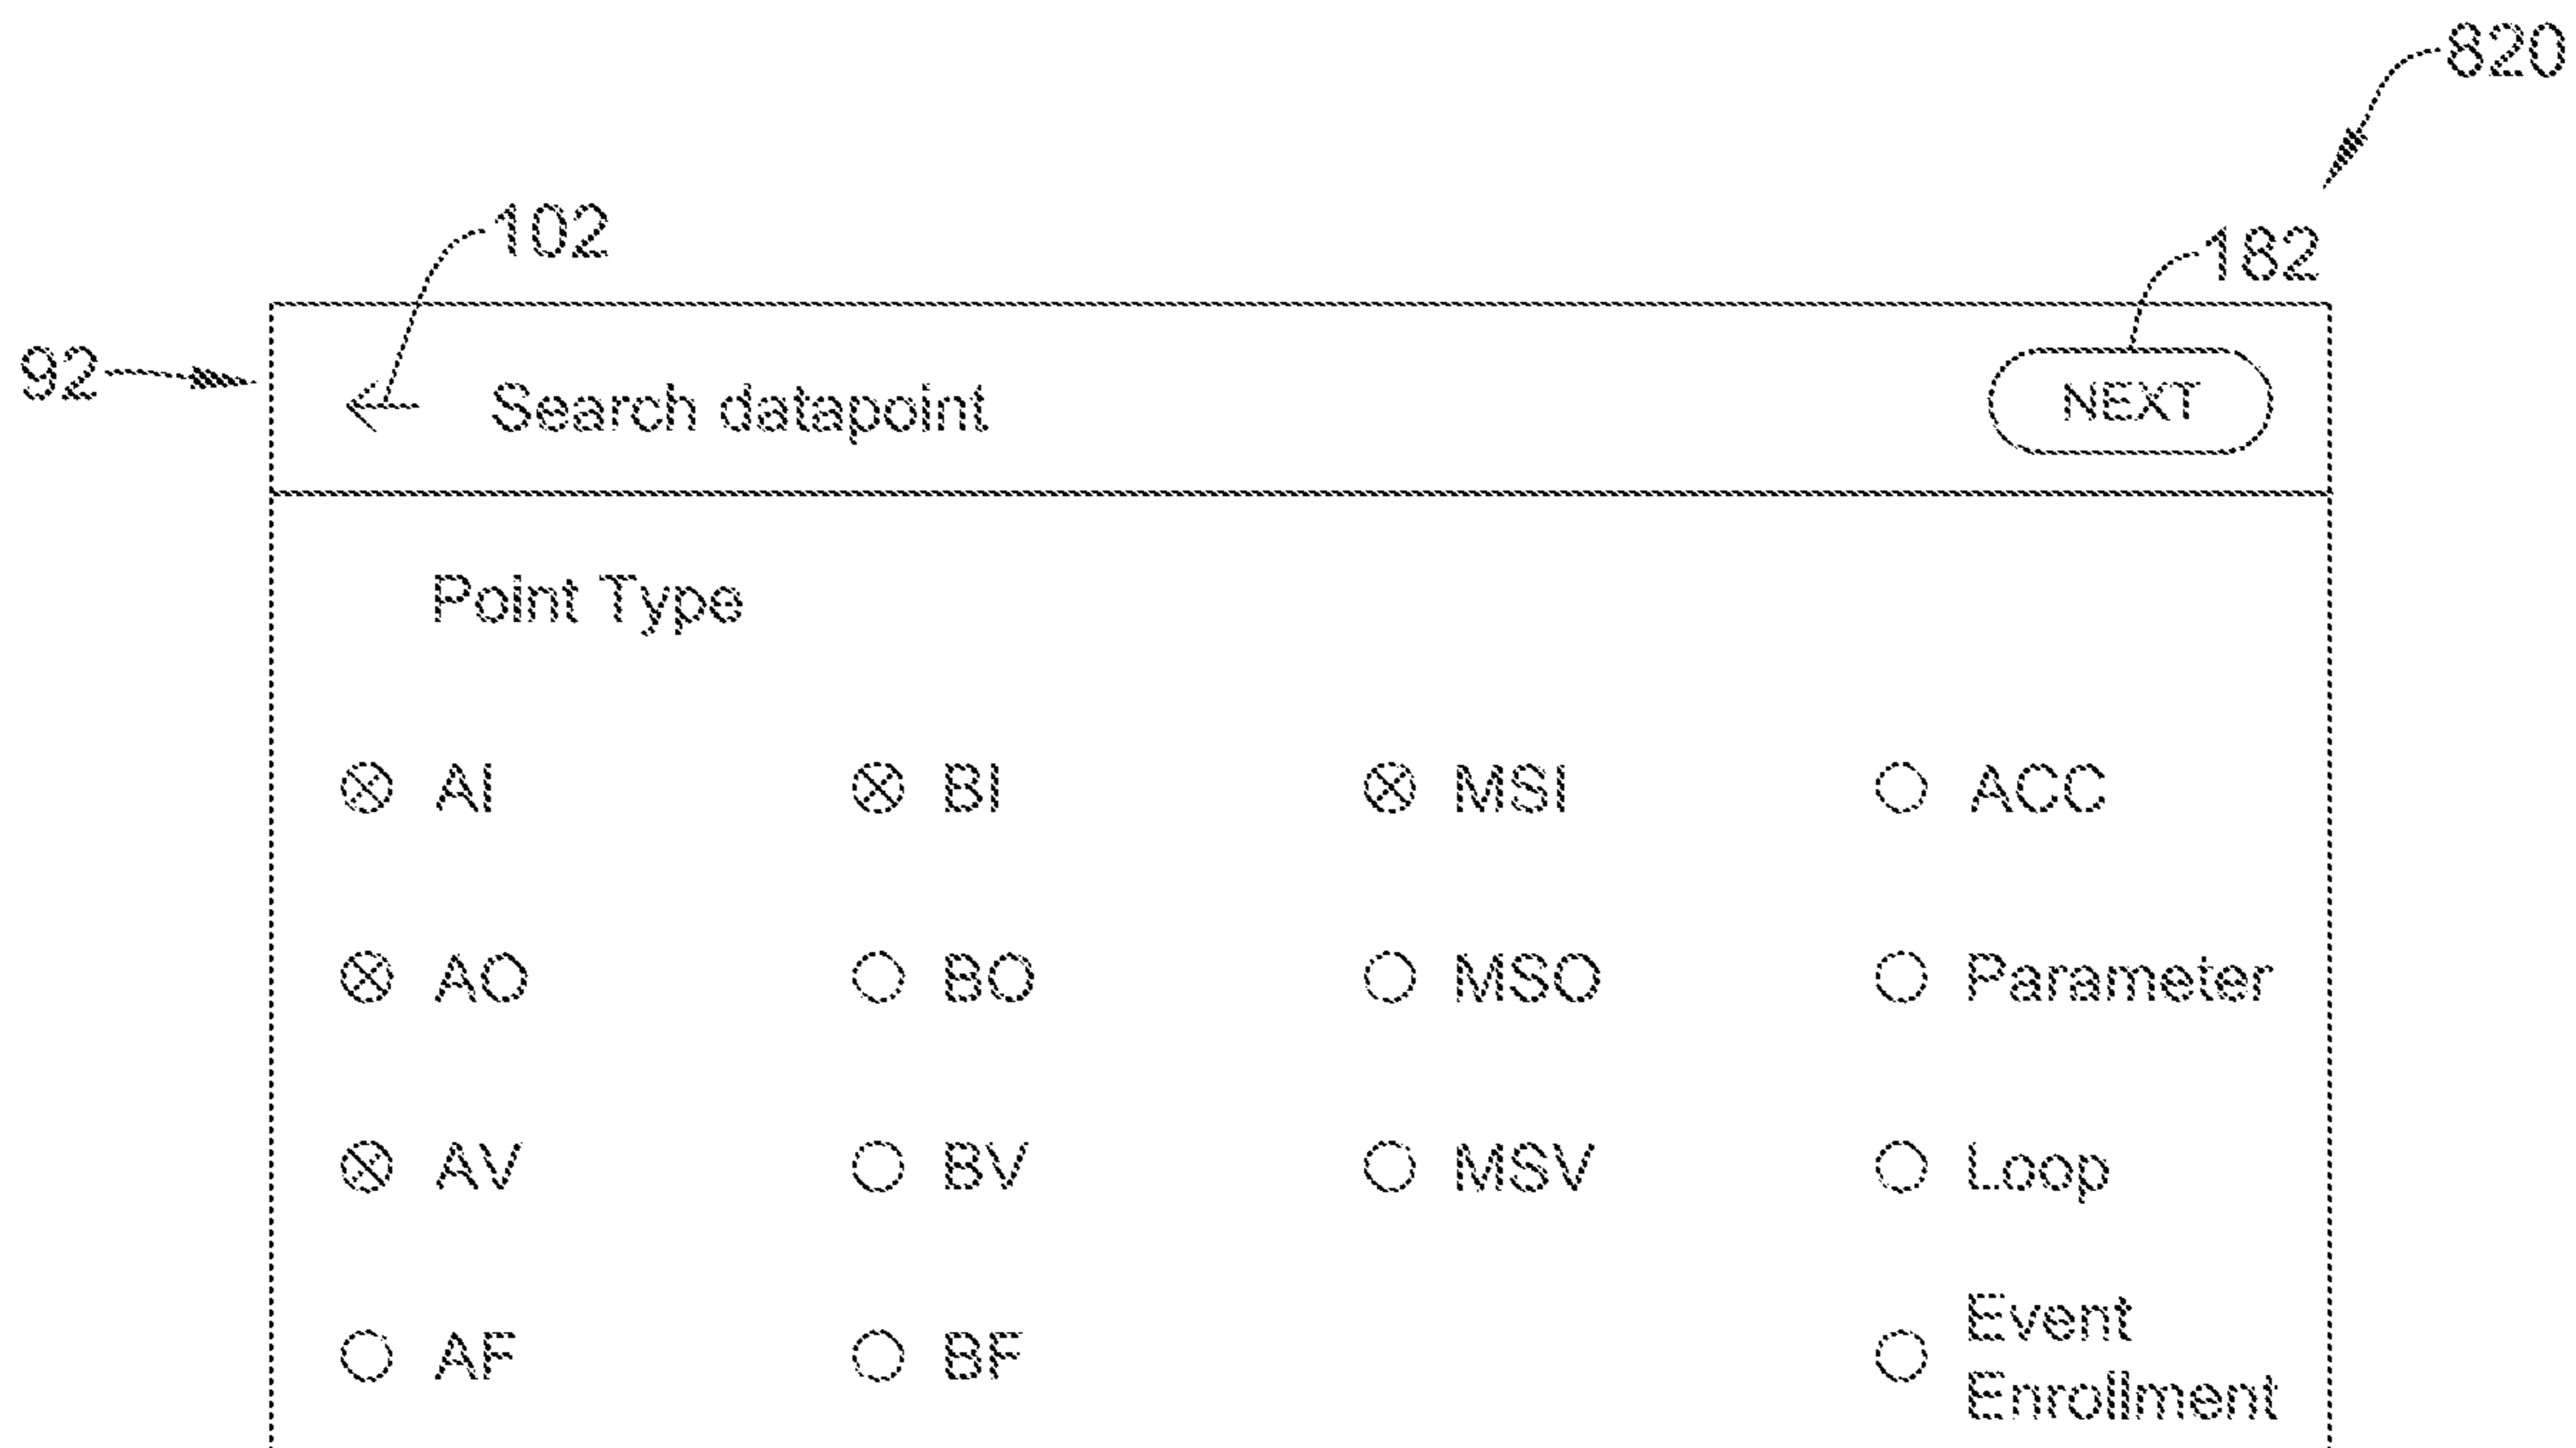 820
102
182
92
Search datapoint
NEXT
Point Type
AI BI MSI ACC
AO BO MSO Parameter
AV BV MSV Loop
AF BF Event
Enrollment